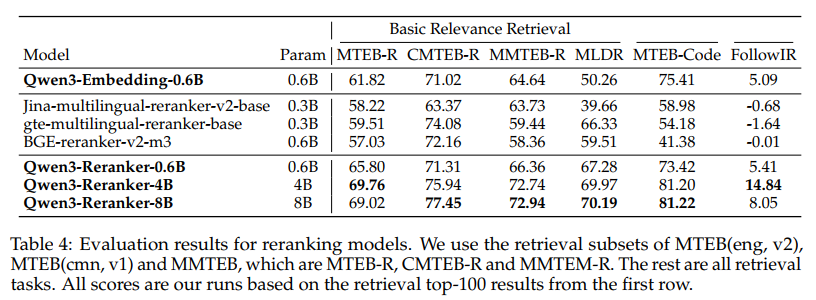 Basic Relevance Retrieval
Model Param MTEB-R CMTEB-R MMTEB-R MLDR MTEB-Code FollowIR
Qwen3-Embedding-0.6B 0.6B 61.82 71.02 64.64 50.26 75.41 5.09
Jina-multilingual-reranker-v2-base 0.3B 58.22 63.37 63.73 39.66 58.98 -0.68
gte-multilingual-reranker-base 0.3B 59.51 74.08 59.44 66.33 54.18 -1.64
BGE-reranker-v2-m3 0.6B 57.03 72.16 58.36 59.51 41.38 -0.01
Qwen3-Reranker-0.6B 0.6B 65.80 71.31 66.36 67.28 73.42 5.41
Qwen3-Reranker-4B 4B 69.76 75.94 72.74 69.97 81.20 14.84
Qwen3-Reranker-8B 8B 69.02 77.45 72.94 70.19 81.22 8.05
Table 4: Evaluation results for reranking models. We use the retrieval subsets of MTEB(eng, v2),
MTEB(cmn, v1) and MMTEB, which are MTEB-R, CMTEB-R and MMTEM-R. The rest are all retrieval
tasks. All scores are our runs based on the retrieval top-100 results from the first row.